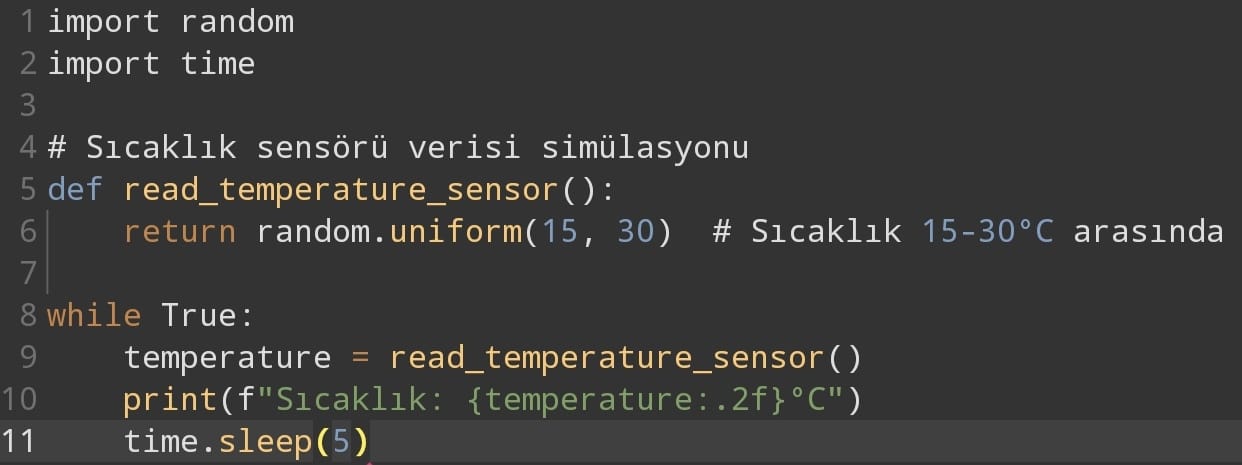 1 import random
2 import time
3
4 # Sıcaklık sensörü verisi simülasyonu
5 def read_temperature_sensor():
6     return random.uniform(15, 30)  # Sıcaklık 15-30°C arasında
7
8 while True:
9     temperature = read_temperature_sensor()
10     print(f"Sıcaklık: {temperature:.2f}°C")
11     time.sleep(5)